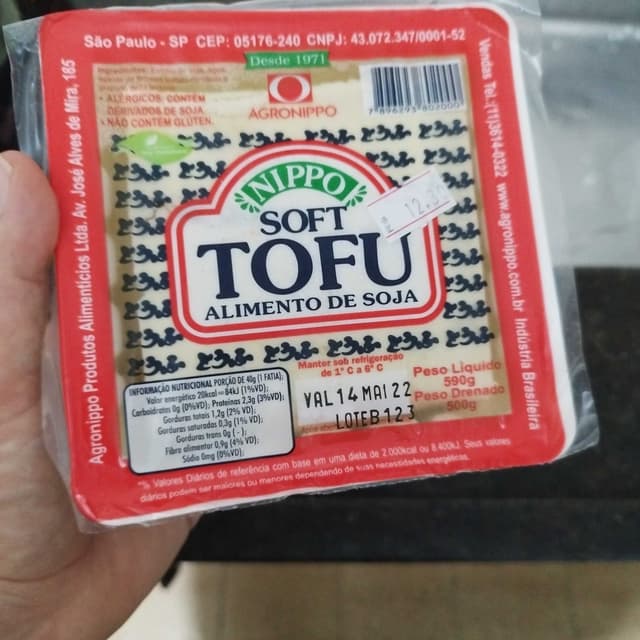 São Paulo - SP CEP: 05176-240 CNPJ: 43.072.347/0001-52
Desde 1971
• ALÉRGICOS: CONTÉM
DERIVADOS DE SOJA.
• NÃO CONTÉM GLÚTEN.
AGRONIPPO
7 896293 802000
NIPPO
SOFT
TOFU
ALIMENTO DE SOJA
12.
Manter sob refrigeração
de 1° C a 6° C
VAL 14 MAI 22
LOTEB 123
Peso Líquido
590g
Peso Drenado
500g
INFORMAÇÃO NUTRICIONAL PORÇÃO DE 40g (1 FATIA);
Valor energético 20kcal = 84kJ (1%VD);
Carboidratos 0g (0%VD); Proteínas 2,3g (3%VD);
Gorduras totais 1,2g (2% VD);
Gorduras saturadas 0,3g (1% VD);
Gorduras trans 0g ( - );
Fibra alimentar 0,9g (4% VD);
Sódio 0mg (0%VD);
*% Valores Diários de referência com base em uma dieta de 2.000kcal ou 8.400kJ. Seus valores
diários podem ser maiores ou menores dependendo de suas necessidades energéticas.
Agronippo Produtos Alimentícios Ltda. Av. José Alves de Mira, 185
Vendas Tel.:(11)3614-0322 www.agronippo.com.br Indústria Brasileira